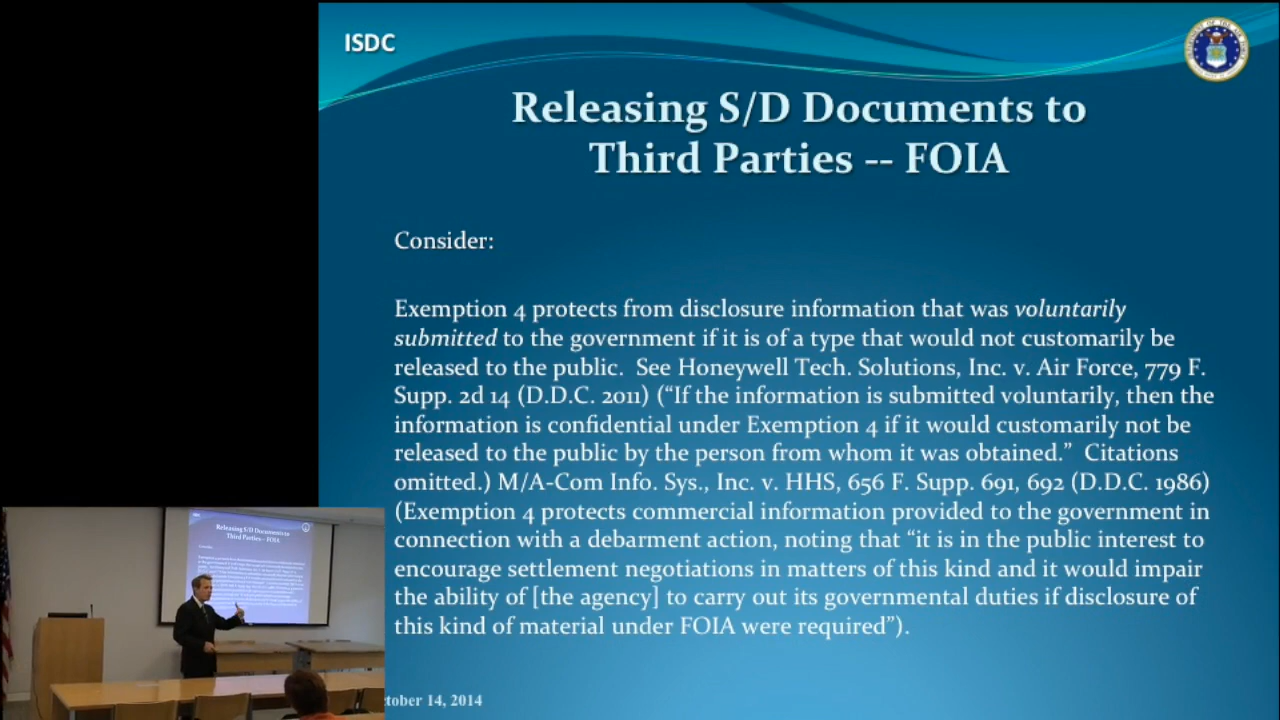 ISDC
Releasing S/D Documents to
Third Parties -- FOIA
Consider:
Exemption 4 protects from disclosure information that was voluntarily
submitted to the government if it is of a type that would not customarily be
released to the public.  See Honeywell Tech. Solutions, Inc. v. Air Force, 779 F.
Supp. 2d 14 (D.D.C. 2011) (“If the information is submitted voluntarily, then the
information is confidential under Exemption 4 if it would customarily not be
released to the public by the person from whom it was obtained.”  Citations
omitted.) M/A-Com Info. Sys., Inc. v. HHS, 656 F. Supp. 691, 692 (D.D.C. 1986)
(Exemption 4 protects commercial information provided to the government in
connection with a debarment action, noting that “it is in the public interest to
encourage settlement negotiations in matters of this kind and it would impair
the ability of [the agency] to carry out its governmental duties if disclosure of
this kind of material under FOIA were required”).
tober 14, 2014
Releasing S/D Documents to
Third Parties -- FOIA